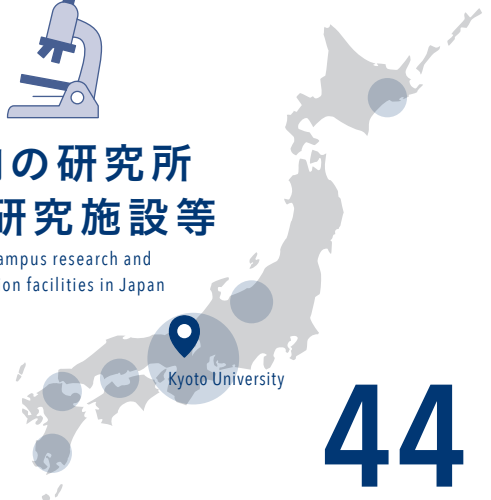 の研究所
研究施設等
ampus research and
on facilities in Japan
Kyoto University
44